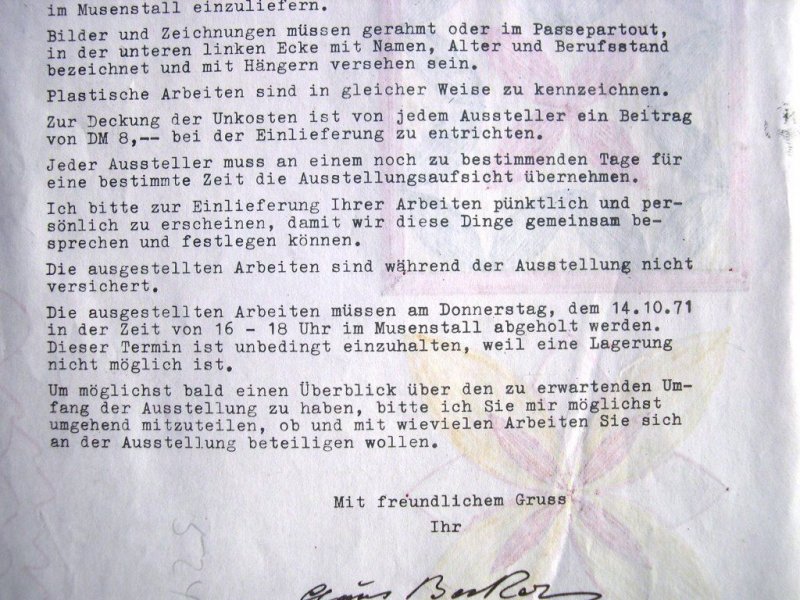 im Musenstall einzuliefern.
Bilder und Zeichnungen müssen gerahmt oder im Passepartout,
in der unteren linken Ecke mit Namen, Alter und Berufsstand
bezeichnet und mit Hängern versehen sein.
Plastische Arbeiten sind in gleicher Weise zu kennzeichnen.
Zur Deckung der Unkosten ist von jedem Aussteller ein Beitrag
von DM 8,-- bei der Einlieferung zu entrichten.
Jeder Aussteller muss an einem noch zu bestimmenden Tage für
eine bestimmte Zeit die Ausstellungsaufsicht übernehmen.
Ich bitte zur Einlieferung Ihrer Arbeiten pünktlich und per-
sönlich zu erscheinen, damit wir diese Dinge gemeinsam be-
sprechen und festlegen können.
Die ausgestellten Arbeiten sind während der Ausstellung nicht
versichert.
Die ausgestellten Arbeiten müssen am Donnerstag, dem 14.10.71
in der Zeit von 16 - 18 Uhr im Musenstall abgeholt werden.
Dieser Termin ist unbedingt einzuhalten, weil eine Lagerung
nicht möglich ist.
Um möglichst bald einen Überblick über den zu erwartenden Um-
fang der Ausstellung zu haben, bitte ich Sie mir möglichst
umgehend mitzuteilen, ob und mit wievielen Arbeiten Sie sich
an der Ausstellung beteiligen wollen.
Mit freundlichem Gruss
Ihr